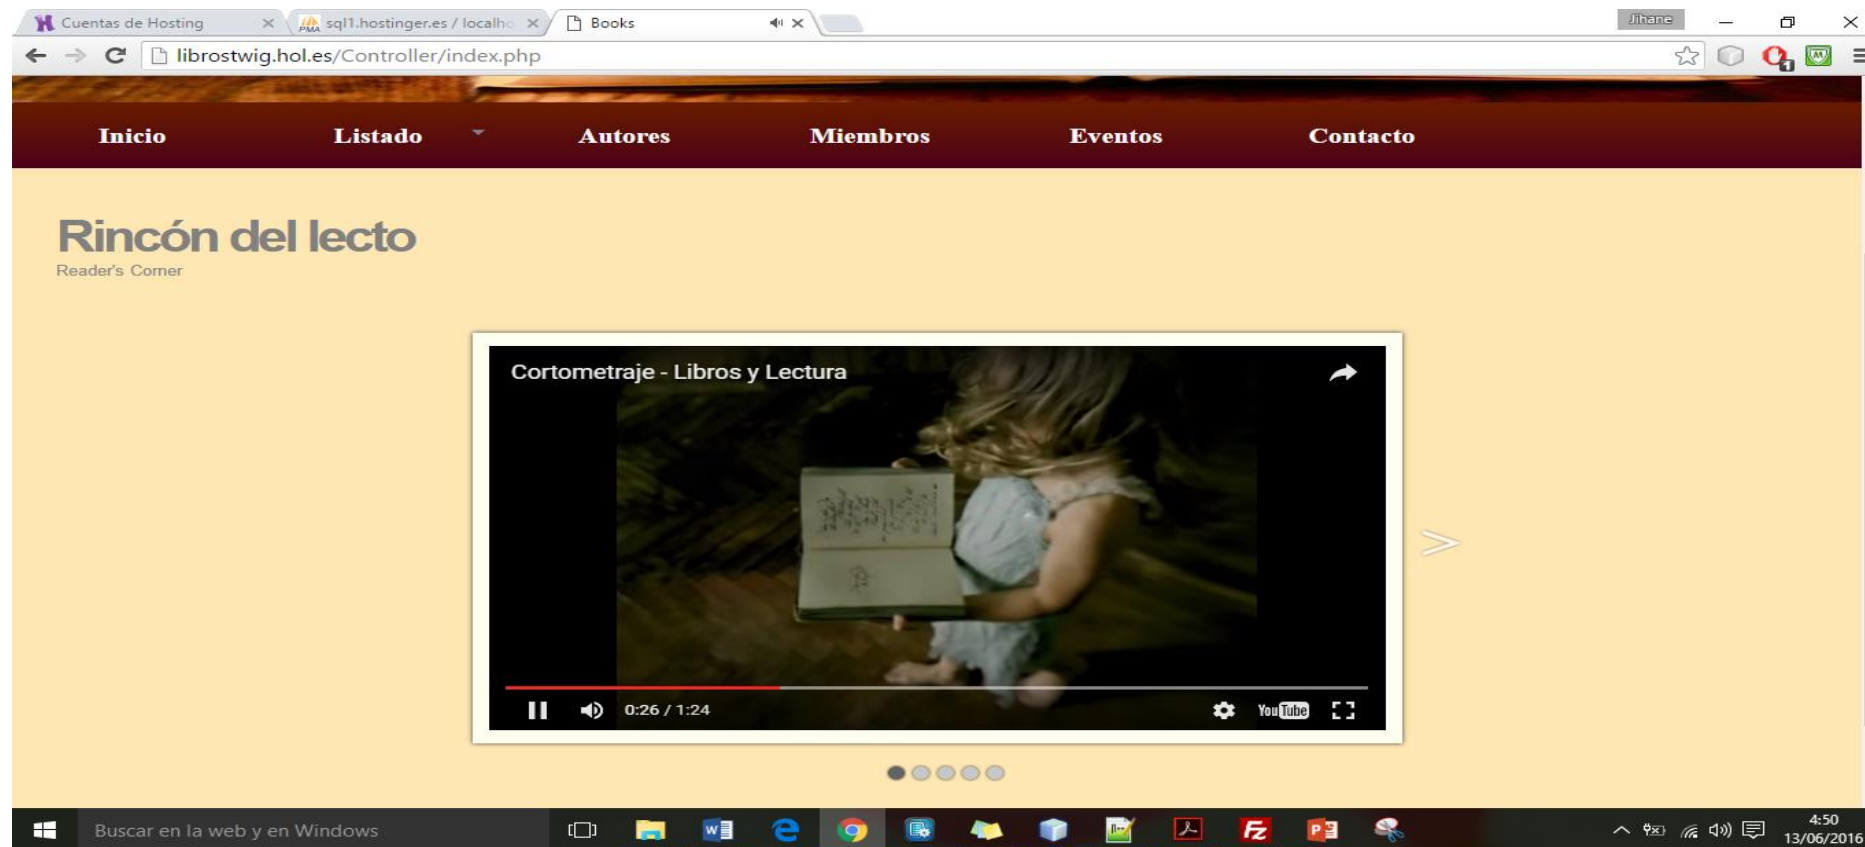 Cuentas de Hosting
sql1.hostinger.es / localho
Books
Jihane
librostwig.hol.es/Controller/index.php
Inicio Listado Autores Miembros Eventos Contacto
Rincón del lecto
Reader's Corner
Cortometraje - Libros y Lectura
>
0:26 / 1:24
YouTube
Buscar en la web y en Windows
4:50
13/06/2016